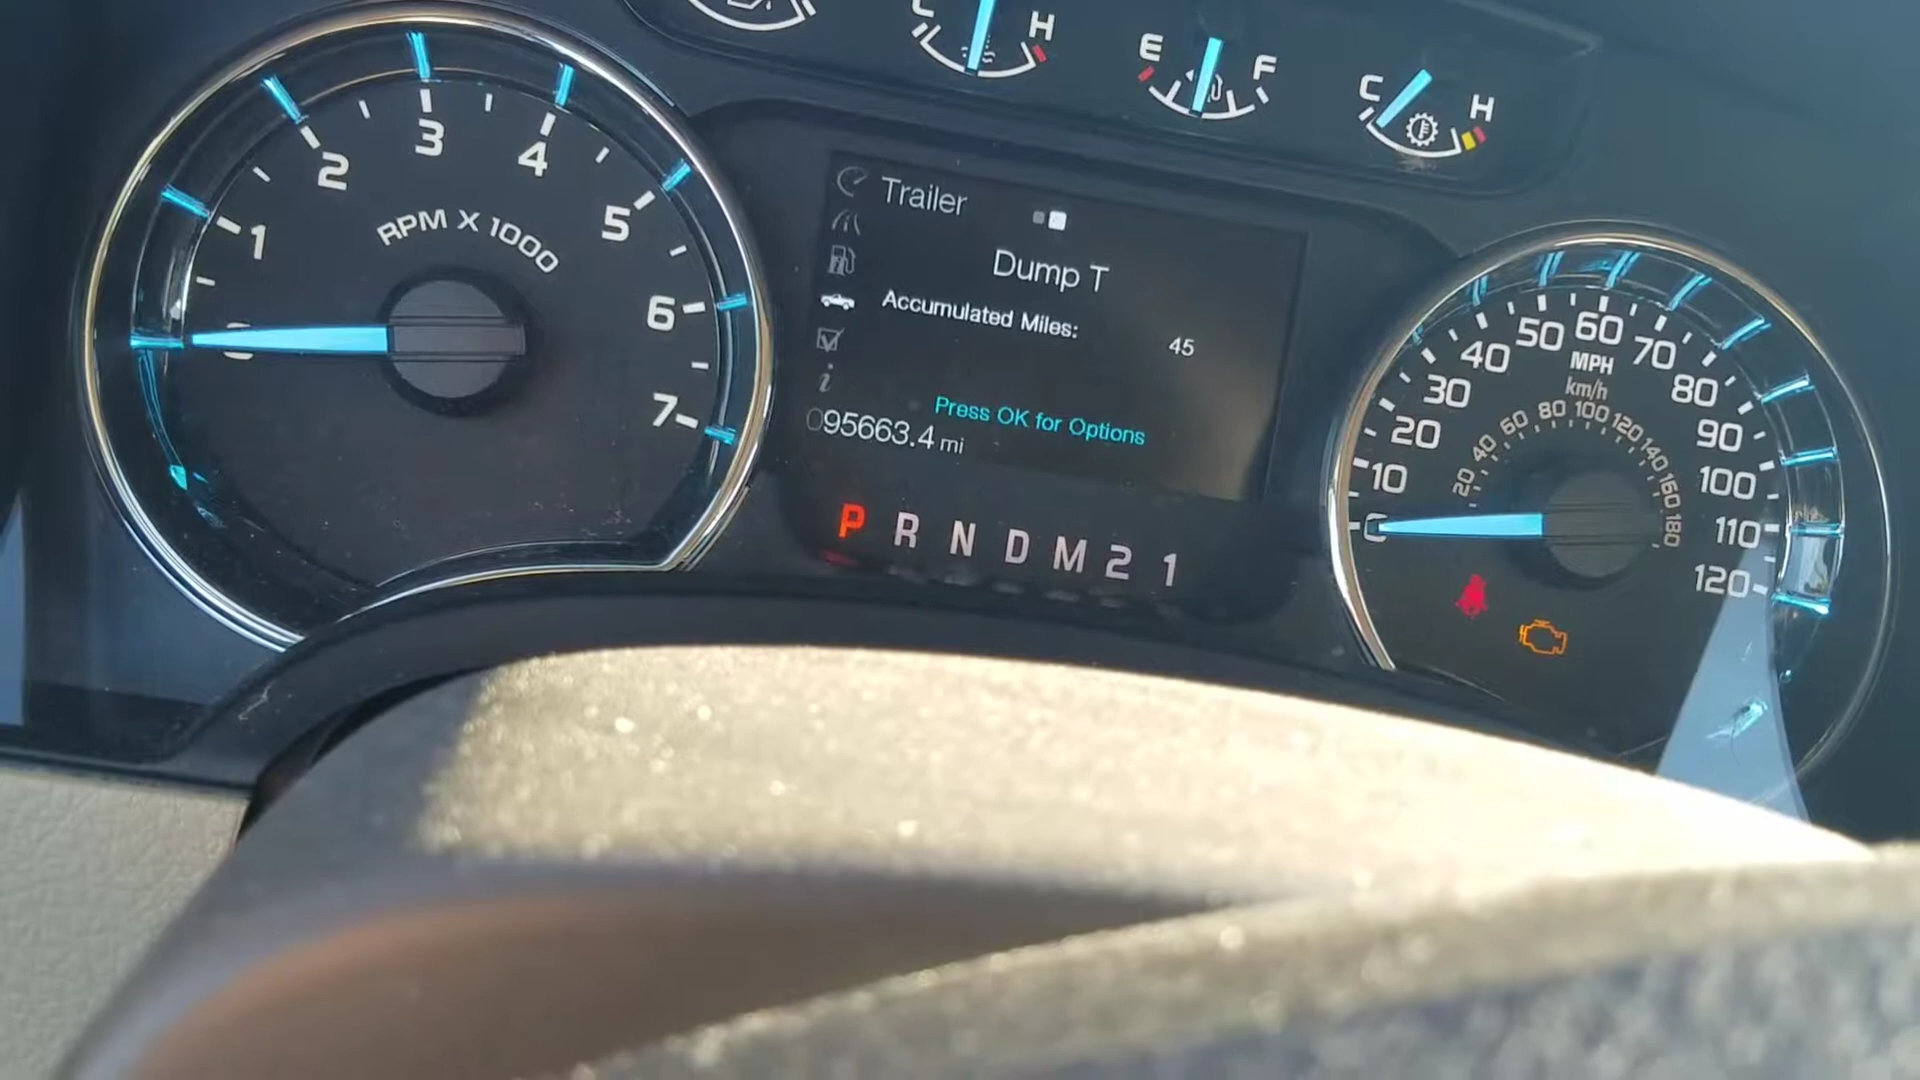 C H
E F
C H
1 2 3 4 5 6 7
RPM X 1000
Trailer
Dump T
Accumulated Miles:
45
Press OK for Options
095663.4 mi
P R N D M 2 1
0 10 20 30 40 50 60 70 80 90 100 110 120
MPH
km/h
20 40 60 80 100 120 140 160 180